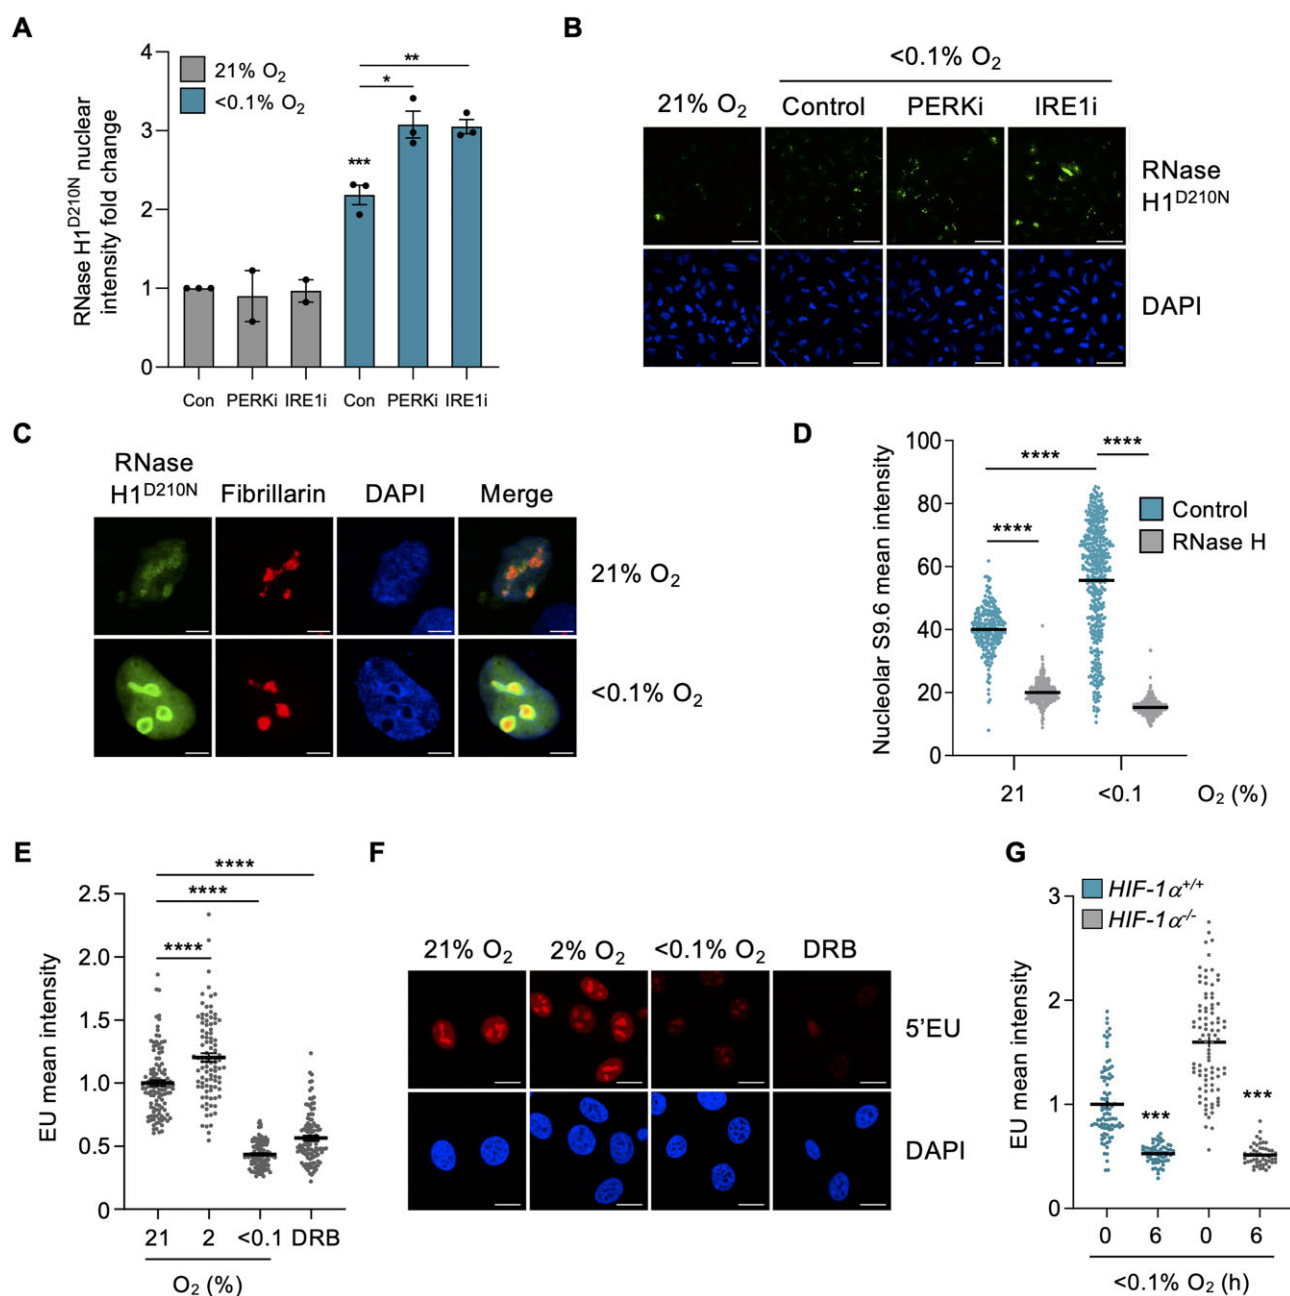 A
RNase H1D210N nuclear
intensity fold change
4
3
2
1
0
21% O2
<0.1% O2
***
*
**
Con PERKi IRE1i Con PERKi IRE1i
B
<0.1% O2
21% O2 Control PERKi IRE1i
RNase
H1D210N
DAPI
C
RNase
H1D210N Fibrillarin DAPI Merge
21% O2
<0.1% O2
D
Nucleolar S9.6 mean intensity
100
80
60
40
20
0
****
****
****
Control
RNase H
21 <0.1 O2 (%)
E
EU mean intensity
2.5
2.0
1.5
1.0
0.5
0
****
****
****
21 2 <0.1 DRB
O2 (%)
F
21% O2 2% O2 <0.1% O2 DRB
5'EU
DAPI
G
HIF-1α+/+
HIF-1α-/-
EU mean intensity
3
2
1
0
***
***
0 6 0 6
<0.1% O2 (h)